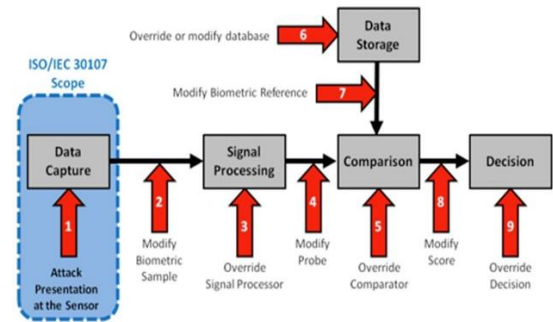 Override or modify database
6
Data
Storage
ISO/IEC 30107
Scope
Modify Biometric Reference
7
Data
Capture
Signal
Processing
Comparison
Decision
1
2
3
4
5
8
9
Attack
Presentation
at the Sensor
Modify
Biometric
Sample
Override
Signal Processor
Modify
Probe
Override
Comparator
Modify
Score
Override
Decision